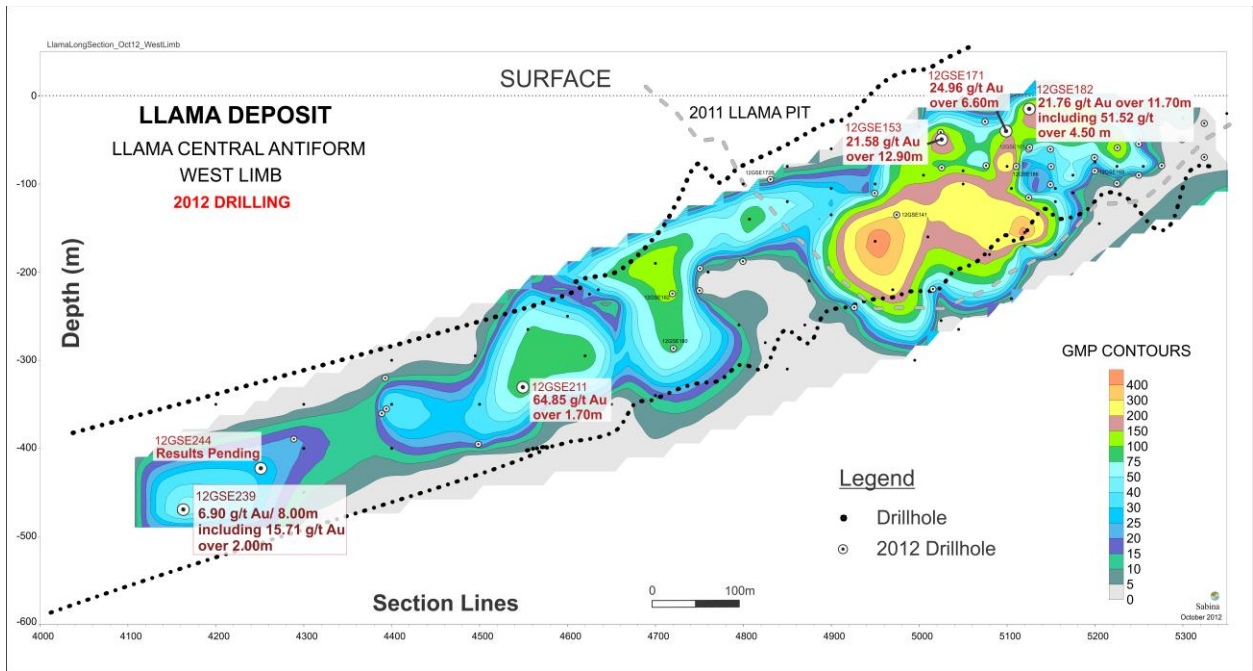 LlamaLongSection_Oct12_WestLimb
SURFACE
LLAMA DEPOSIT
LLAMA CENTRAL ANTIFORM
WEST LIMB
2012 DRILLING
2011 LLAMA PIT
12GSE171
24.96 g/t Au
over 6.60m
12GSE182
21.76 g/t Au over 11.70m
including 51.52 g/t
over 4.50 m
12GSE153
21.58 g/t Au
over 12.90m
12GSE141
12GSE211
64.85 g/t Au
over 1.70m
12GSE244
Results Pending
12GSE239
6.90 g/t Au/ 8.00m
including 15.71 g/t Au
over 2.00m
Depth (m)
0
-100
-200
-300
-400
-500
-600
GMP CONTOURS
400
300
200
150
100
75
50
40
30
25
20
15
10
5
0
Legend
Drillhole
2012 Drillhole
0 100m
Section Lines
Sabina
October 2012
4000 4100 4200 4300 4400 4500 4600 4700 4800 4900 5000 5100 5200 5300